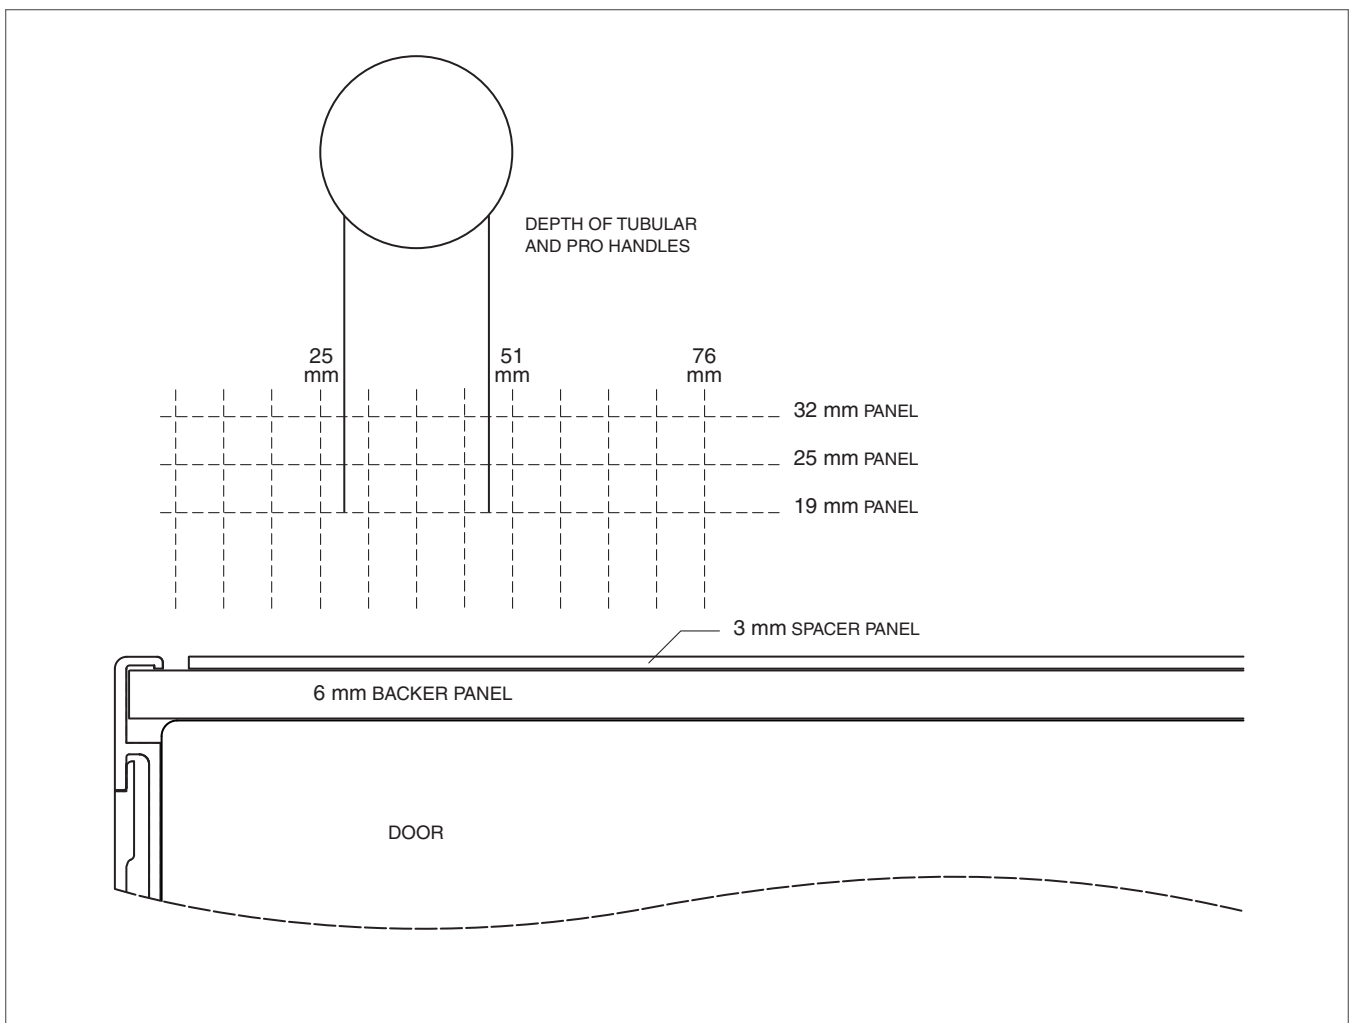 DEPTH OF TUBULAR
AND PRO HANDLES
25
mm
51
mm
76
mm
32 mm PANEL
25 mm PANEL
19 mm PANEL
3 mm SPACER PANEL
6 mm BACKER PANEL
DOOR